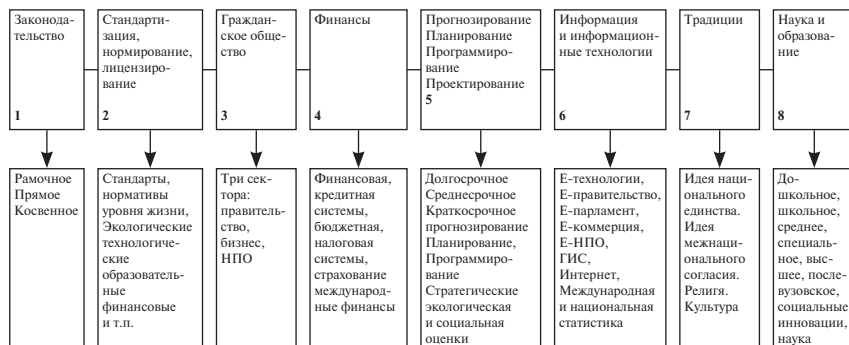 Законода-
тельство
1
Стандарти-
зация,
нормирование,
лицензиро-
вание
2
Граждан-
ское обще-
ство
3
Финансы
4
Прогнозирование
Планирование
Программиро-
вание
Проектирование
5
Информация
и информацион-
ные технологии
6
Традиции
7
Наука и
образова-
ние
8
Рамочное
Прямое
Косвенное
Стандарты,
нормативы
уровня жизни,
Экологические
технологиче-
ские
образователь-
ные
финансовые
и т.п.
Три сек-
тора:
правитель-
ство,
бизнес,
НПО
Финансовая,
кредитная
системы,
бюджетная,
налоговая
системы,
страхование
международ-
ные финансы
Долгосрочное
Среднесрочное
Краткосрочное
прогнозирование
Планирование,
Программиро-
вание
Стратегические
экологическая
и социальная
оценки
Е-технологии,
Е-правительство,
Е-парламент,
Е-коммерция,
Е-НПО,
ГИС,
Интернет,
Международная
и национальная
статистика
Идея наци-
онального
единства.
Идея
межнаци-
онального
согласия.
Религия.
Культура
До-
школьное,
школьное,
среднее,
специаль-
ное, выс-
шее, после-
вузовское,
социальные
инновации,
наука